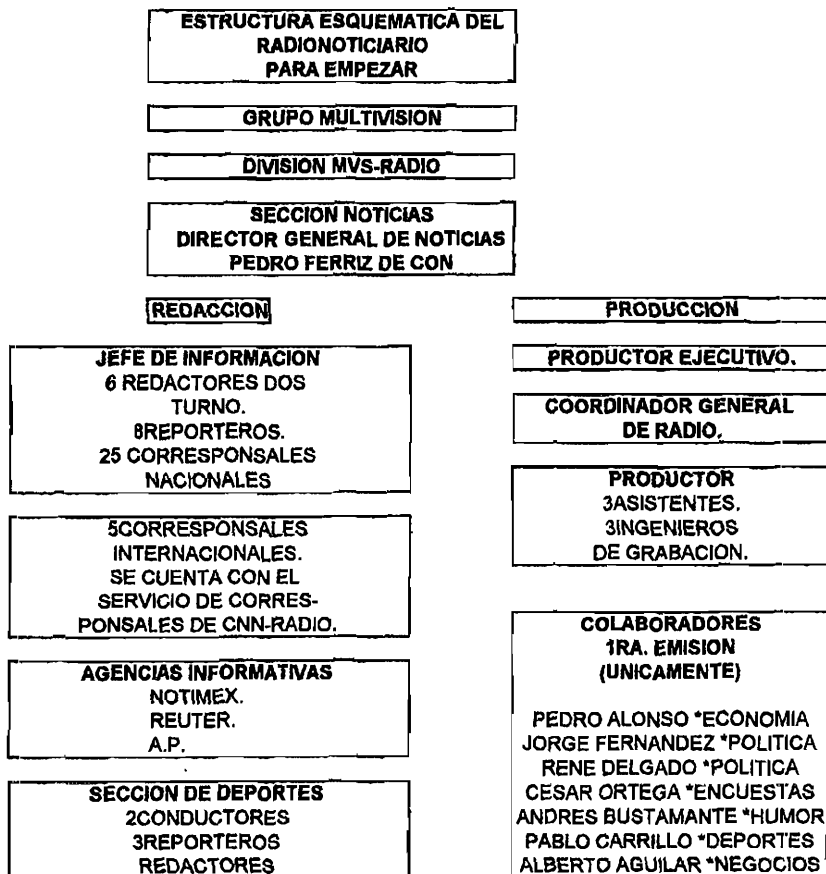 ESTRUCTURA ESQUEMATICA DEL
RADIONOTICIARIO
PARA EMPEZAR
GRUPO MULTIVISION
DIVISION MVS-RADIO
SECCION NOTICIAS
DIRECTOR GENERAL DE NOTICIAS
PEDRO FERRIZ DE CON
REDACCION
JEFE DE INFORMACION
6 REDACTORES DOS
TURNO.
8REPORTEROS.
25 CORRESPONSALES
NACIONALES
5CORRESPONSALES
INTERNACIONALES.
SE CUENTA CON EL
SERVICIO DE CORRES-
PONSALES DE CNN-RADIO.
AGENCIAS INFORMATIVAS
NOTIMEX.
REUTER.
A.P.
SECCION DE DEPORTES
2CONDUCTORES
3REPORTEROS
REDACTORES
PRODUCCION
PRODUCTOR EJECUTIVO.
COORDINADOR GENERAL
DE RADIO.
PRODUCTOR
3ASISTENTES.
3INGENIEROS
DE GRABACION.
COLABORADORES
1RA. EMISION
(UNICAMENTE)
PEDRO ALONSO *ECONOMIA
JORGE FERNANDEZ *POLITICA
RENE DELGADO *POLITICA
CESAR ORTEGA *ENCUESTAS
ANDRES BUSTAMANTE *HUMOR
PABLO CARRILLO *DEPORTES
ALBERTO AGUILAR *NEGOCIOS